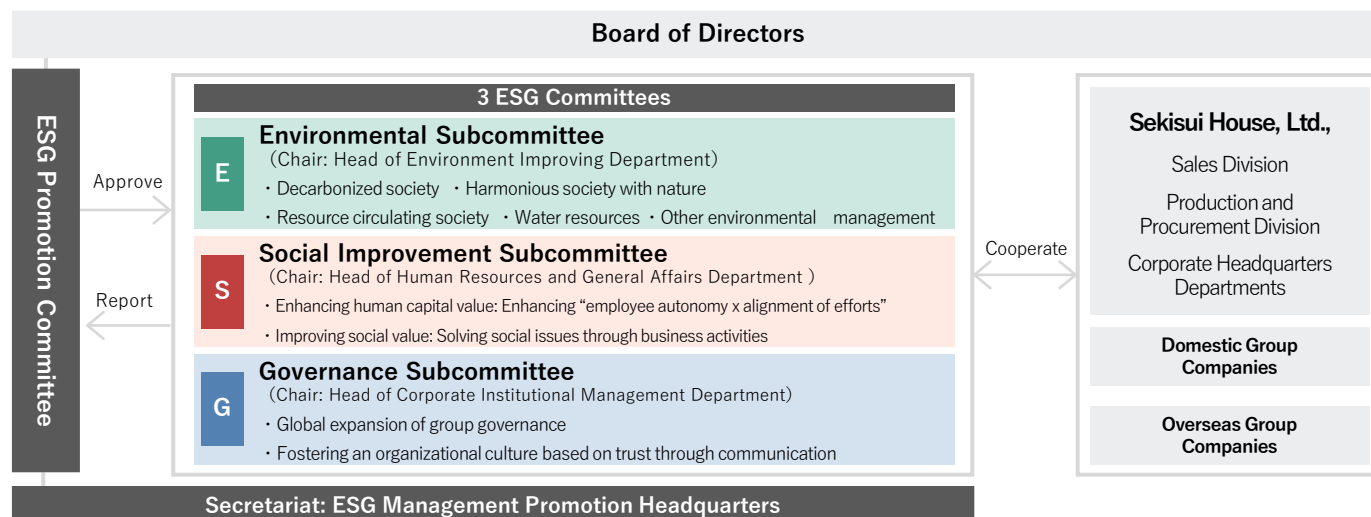 Board of Directors
ESG Promotion Committee
Approve
Report
3 ESG Committees
E
Environmental Subcommittee
（Chair: Head of Environment Improving Department）
・Decarbonized society ・Harmonious society with nature
・Resource circulating society ・Water resources ・Other environmental management
S
Social Improvement Subcommittee
（Chair: Head of Human Resources and General Affairs Department ）
・Enhancing human capital value: Enhancing “employee autonomy x alignment of efforts”
・Improving social value: Solving social issues through business activities
G
Governance Subcommittee
（Chair: Head of Corporate Institutional Management Department）
・Global expansion of group governance
・Fostering an organizational culture based on trust through communication
Cooperate
Sekisui House, Ltd.,
Sales Division
Production and
Procurement Division
Corporate Headquarters
Departments
Domestic Group
Companies
Overseas Group
Companies
Secretariat: ESG Management Promotion Headquarters